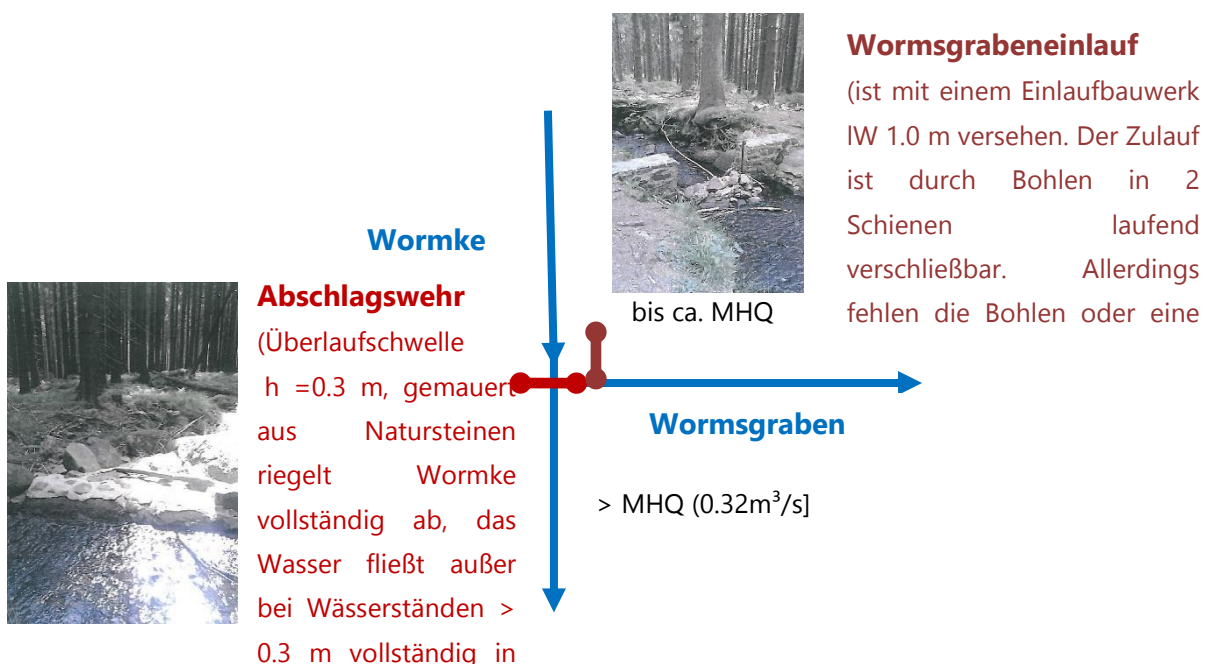 Wormsgrabeneinlauf
(ist mit einem Einlaufbauwerk
lW 1.0 m versehen. Der Zulauf
ist durch Bohlen in 2
Schienen laufend
verschließbar. Allerdings
fehlen die Bohlen oder eine
bis ca. MHQ
Wormke
Abschlagswehr
(Überlaufschwelle
h =0.3 m, gemauert
aus Natursteinen
riegelt Wormke
vollständig ab, das
Wasser fließt außer
bei Wässerständen >
0.3 m vollständig in
Wormsgraben
> MHQ (0.32m³/s]